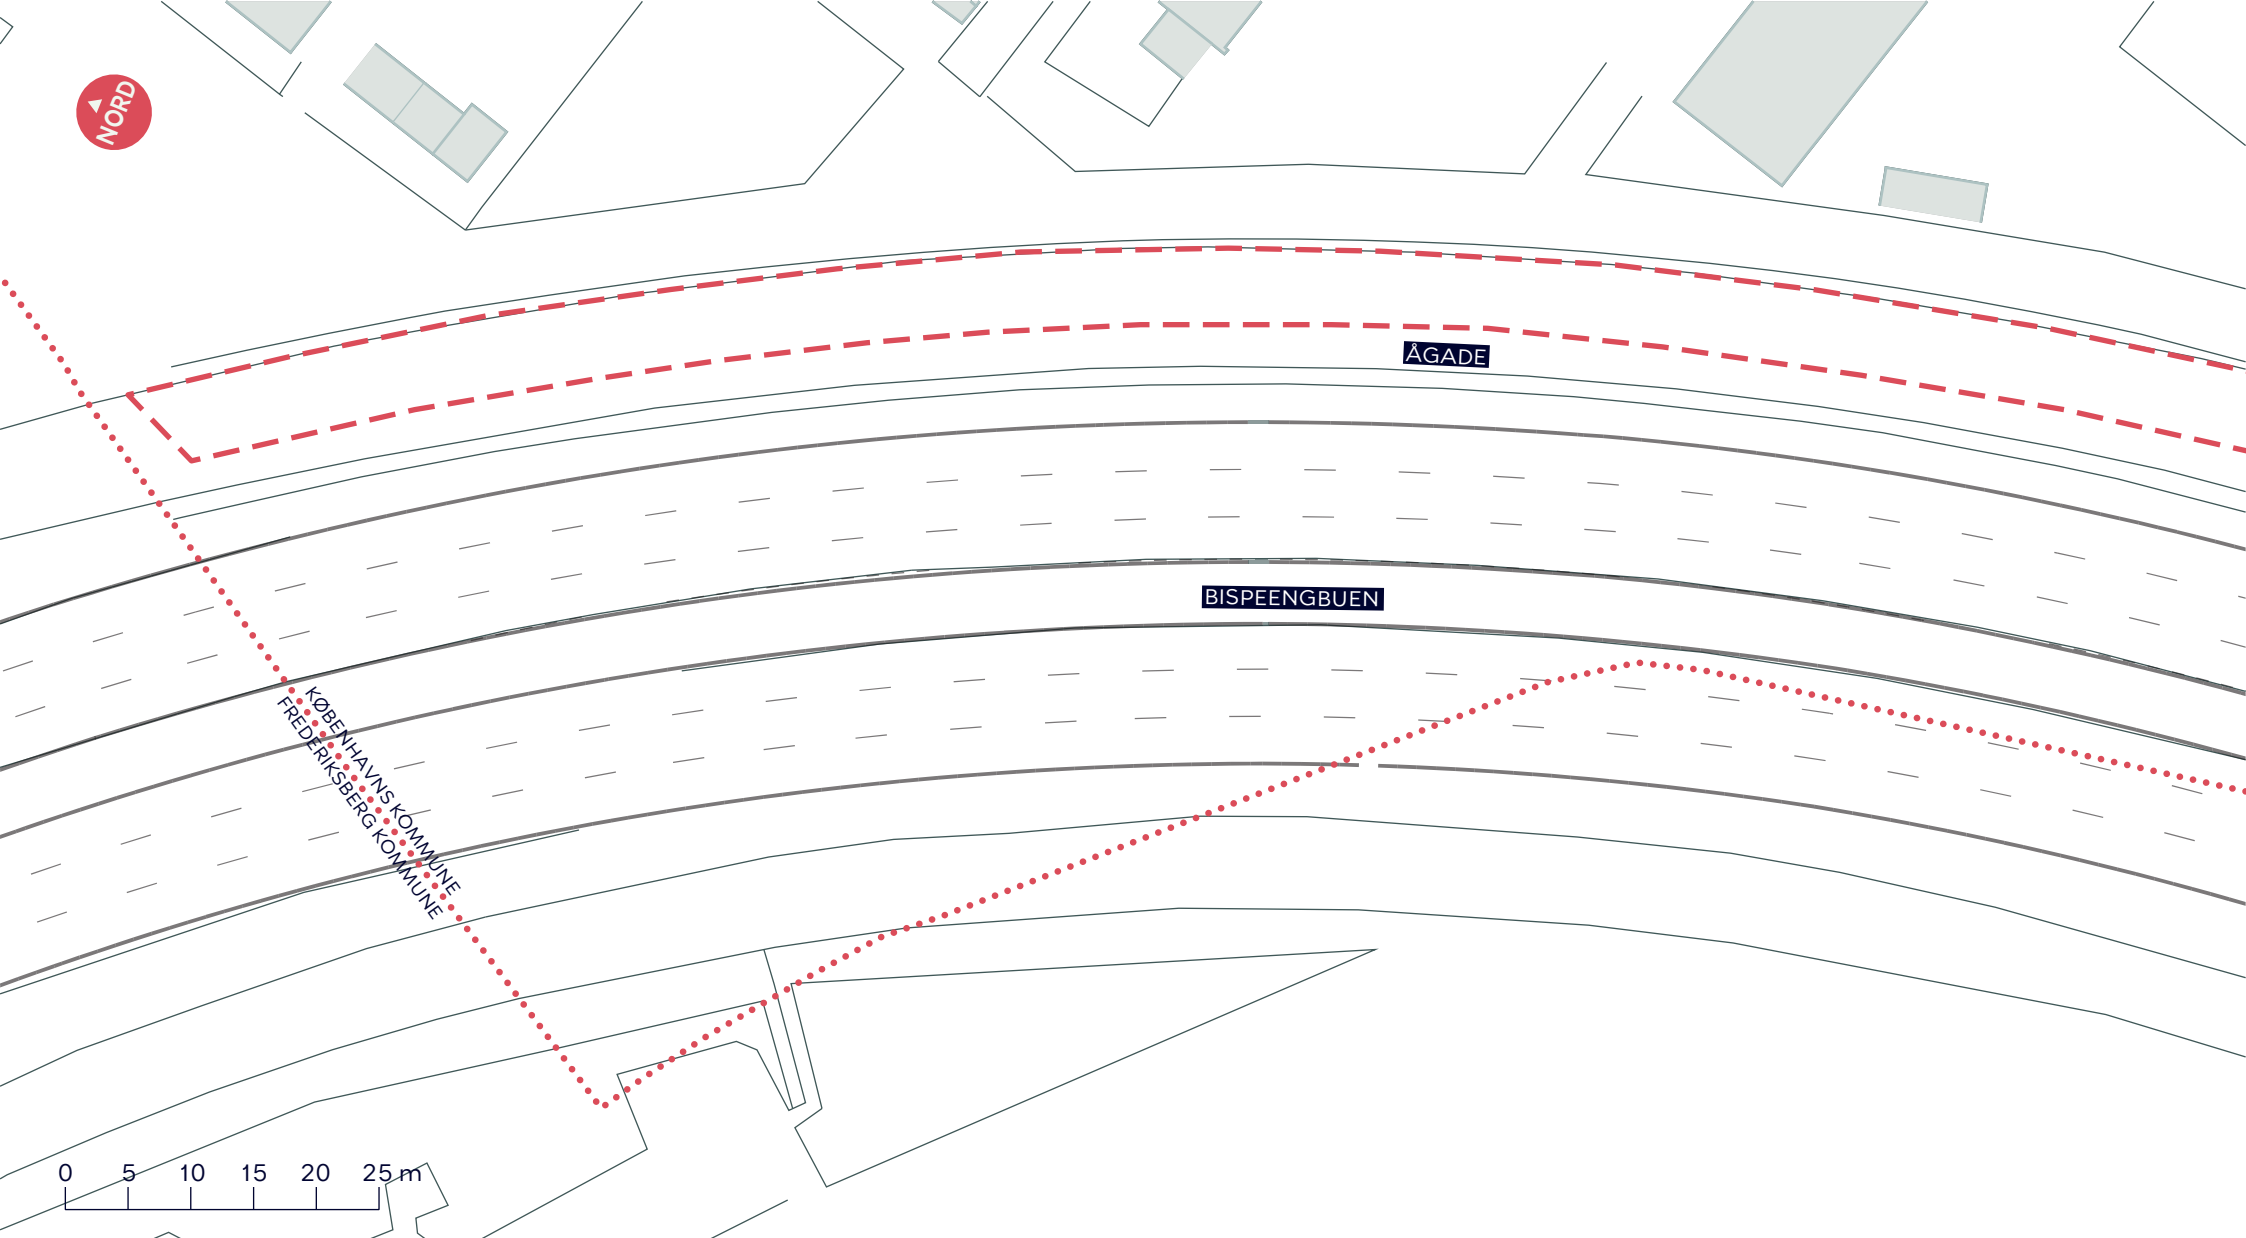 NORD
ÅGADE
BISPEENGBUEN
KØBENHAVNS KOMMUNE
FREDERIKSBERG KOMMUNE
0 5 10 15 20 25 m